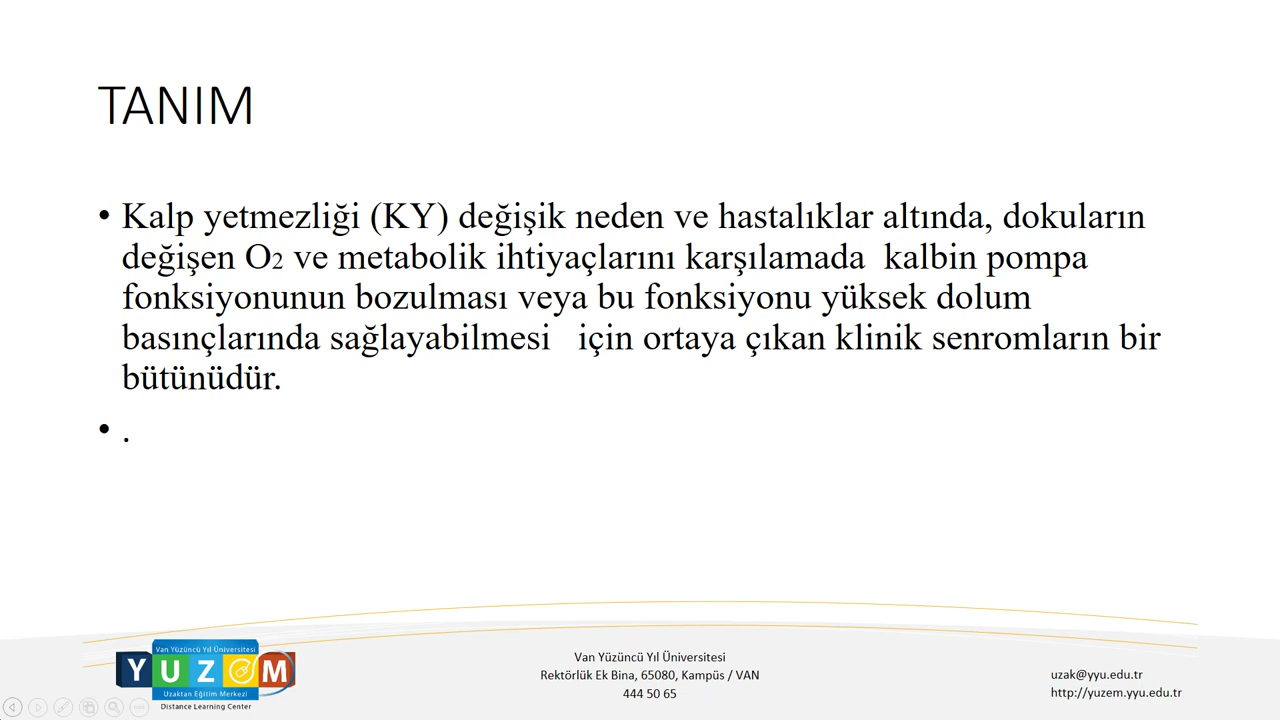 TANIM
• Kalp yetmezliği (KY) değişik neden ve hastalıklar altında, dokuların
değişen O2 ve metabolik ihtiyaçlarını karşılamada kalbin pompa
fonksiyonunun bozulması veya bu fonksiyonu yüksek dolum
basınçlarında sağlayabilmesi için ortaya çıkan klinik senromların bir
bütünüdür.
• .
Van Yüzüncü Yıl Üniversitesi
YUZEM
Uzaktan Eğitim Merkezi
Distance Learning Center
Van Yüzüncü Yıl Üniversitesi
Rektörlük Ek Bina, 65080, Kampüs / VAN
444 50 65
uzak@yyu.edu.tr
http://yuzem.yyu.edu.tr